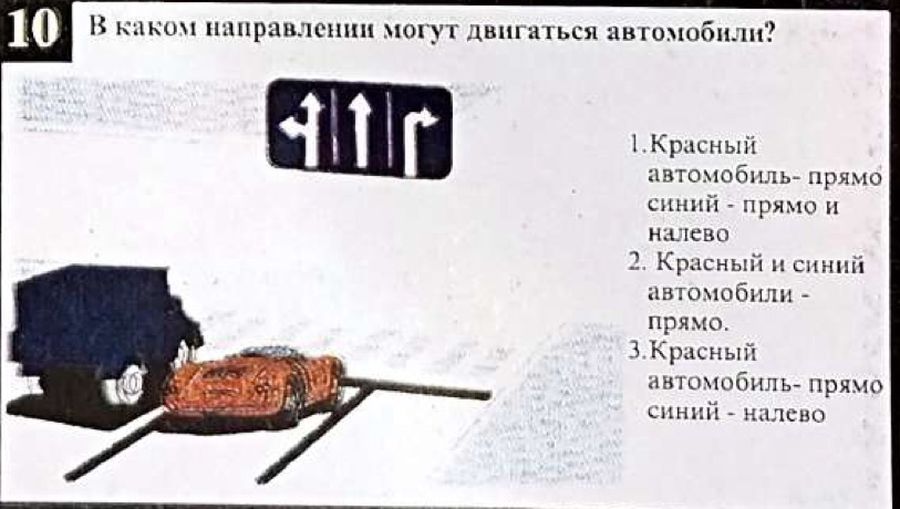 10
В каком направлении могут двигаться автомобили?
1.Красный
автомобиль- прямо
синий - прямо и
налево
2. Красный и синий
автомобили -
прямо.
3.Красный
автомобиль- прямо
синий - налево